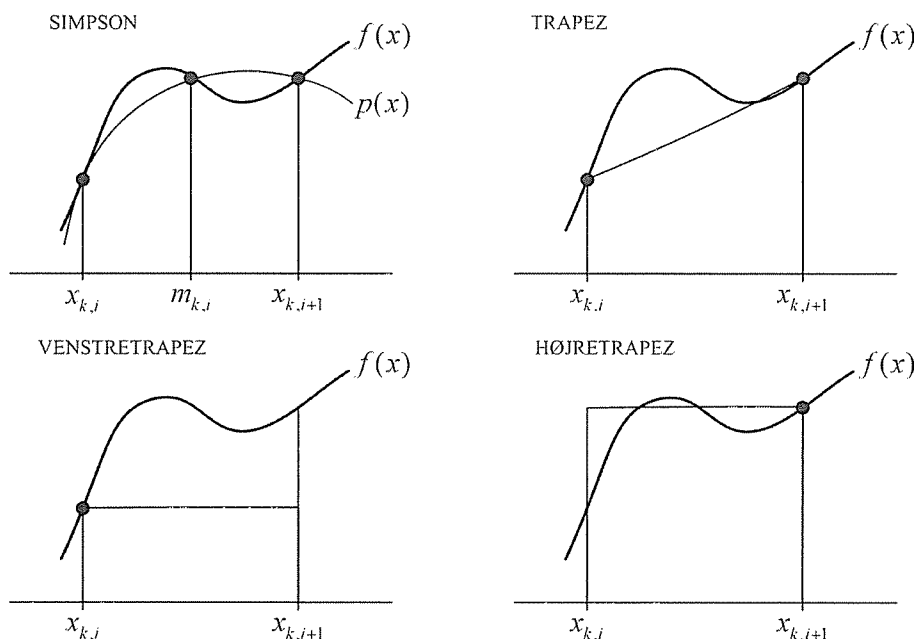 SIMPSON
f(x)
p(x)
x_{k,i} m_{k,i} x_{k,i+1}
TRAPEZ
f(x)
x_{k,i} x_{k,i+1}
VENSTRETRAPEZ
f(x)
x_{k,i} x_{k,i+1}
HØJRETRAPEZ
f(x)
x_{k,i} x_{k,i+1}